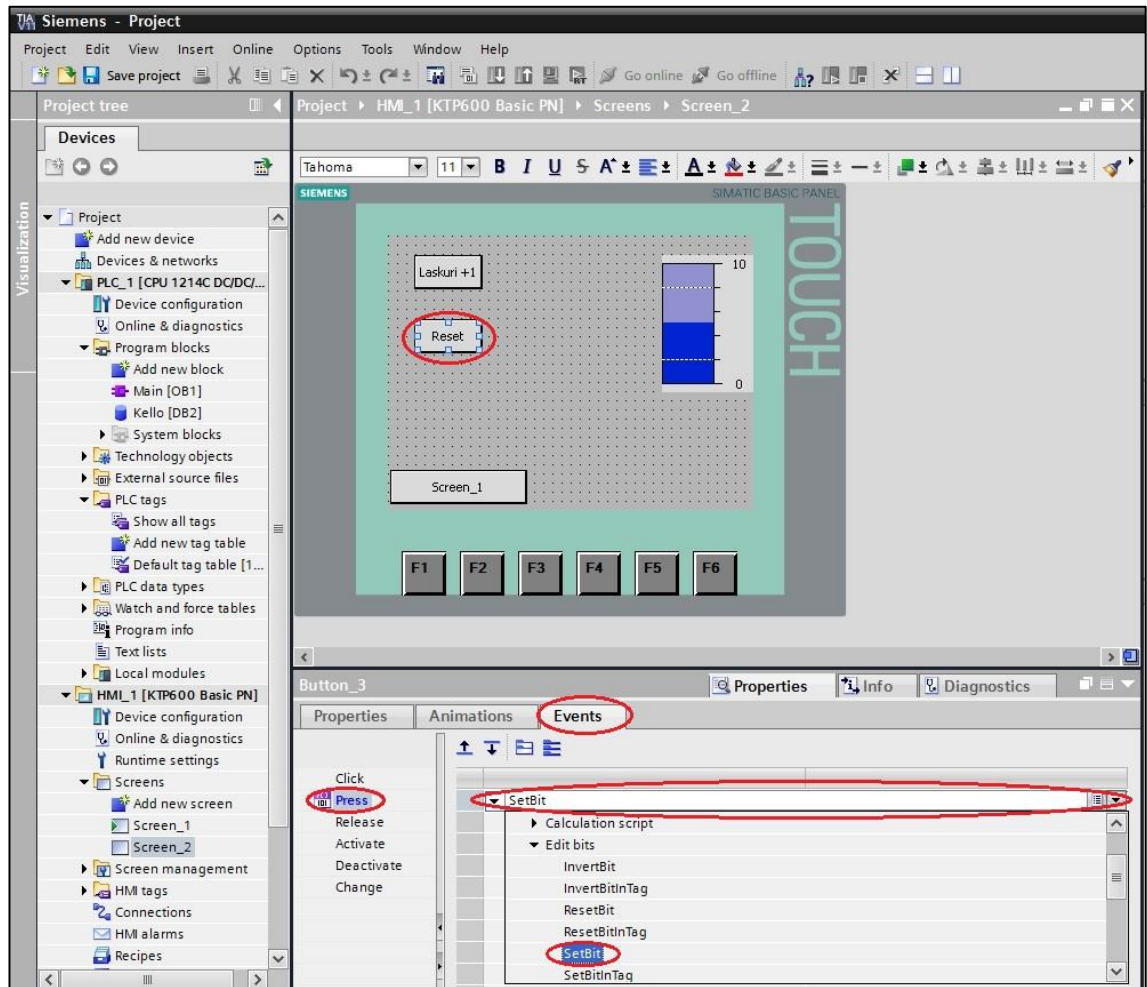 Siemens - Project
Project Edit View Insert Online Options Tools Window Help
Save project Go online Go offline
Project tree
Project HMI_1 [KTP600 Basic PN] Screens Screen_2
Devices
Tahoma 11 B I U S A A
Visualization
Project
Add new device
Devices & networks
PLC_1 [CPU 1214C DC/DC/...
Device configuration
Online & diagnostics
Program blocks
Add new block
Main [OB1]
Kello [DB2]
System blocks
Technology objects
External source files
PLC tags
Show all tags
Add new tag table
Default tag table [1...
PLC data types
Watch and force tables
Program info
Text lists
Local modules
HMI_1 [KTP600 Basic PN]
Device configuration
Online & diagnostics
Runtime settings
Screens
Add new screen
Screen_1
Screen_2
Screen management
HMI tags
Connections
HMI alarms
Recipes
SIEMENS
SIMATIC BASIC PANEL
TOUCH
Laskuri +1
10
Reset
0
Screen_1
F1 F2 F3 F4 F5 F6
Button_3
Properties Info Diagnostics
Properties Animations Events
Click
Press
Release
Activate
Deactivate
Change
SetBit
Calculation script
Edit bits
InvertBit
InvertBitInTag
ResetBit
ResetBitInTag
SetBit
SetBitInTag